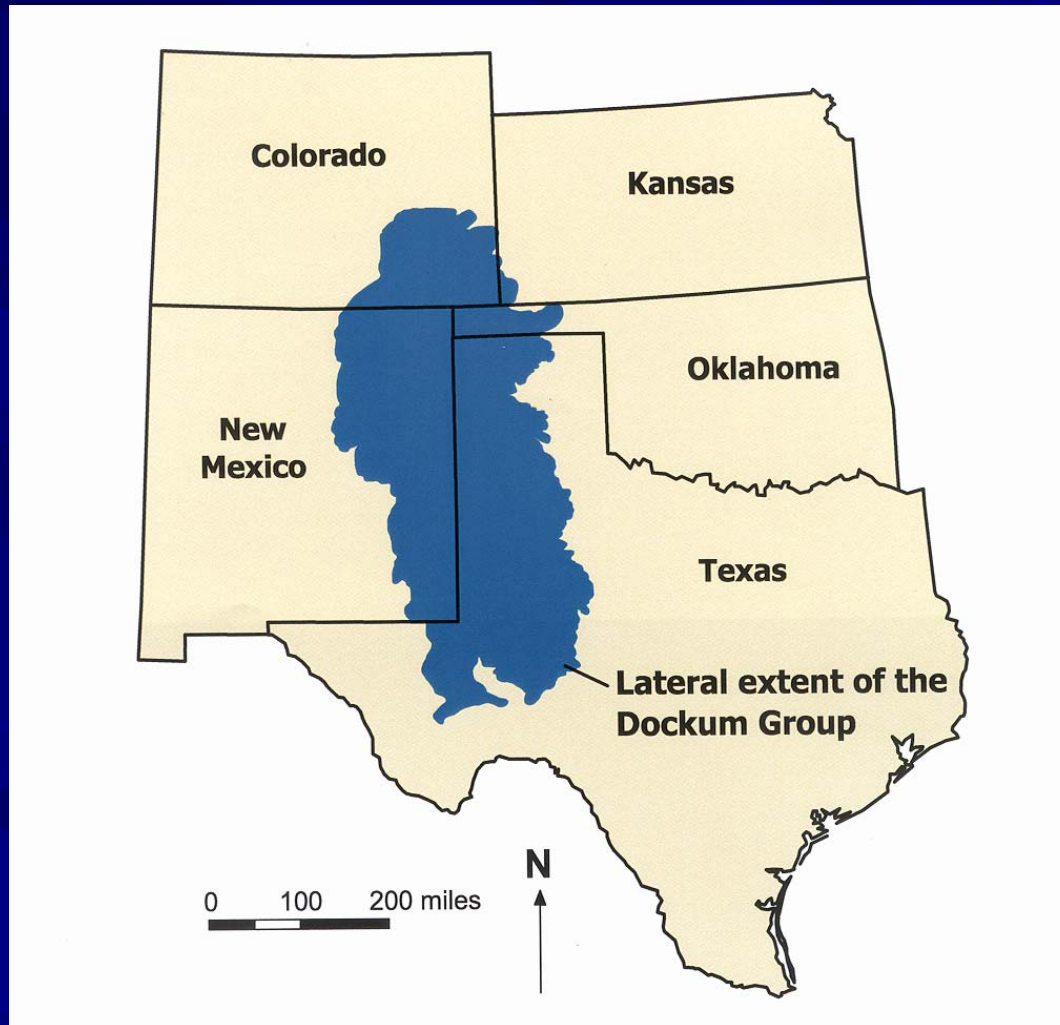 Colorado
Kansas
Oklahoma
New
Mexico
Texas
Lateral extent of the
Dockum Group
N
0 100 200 miles